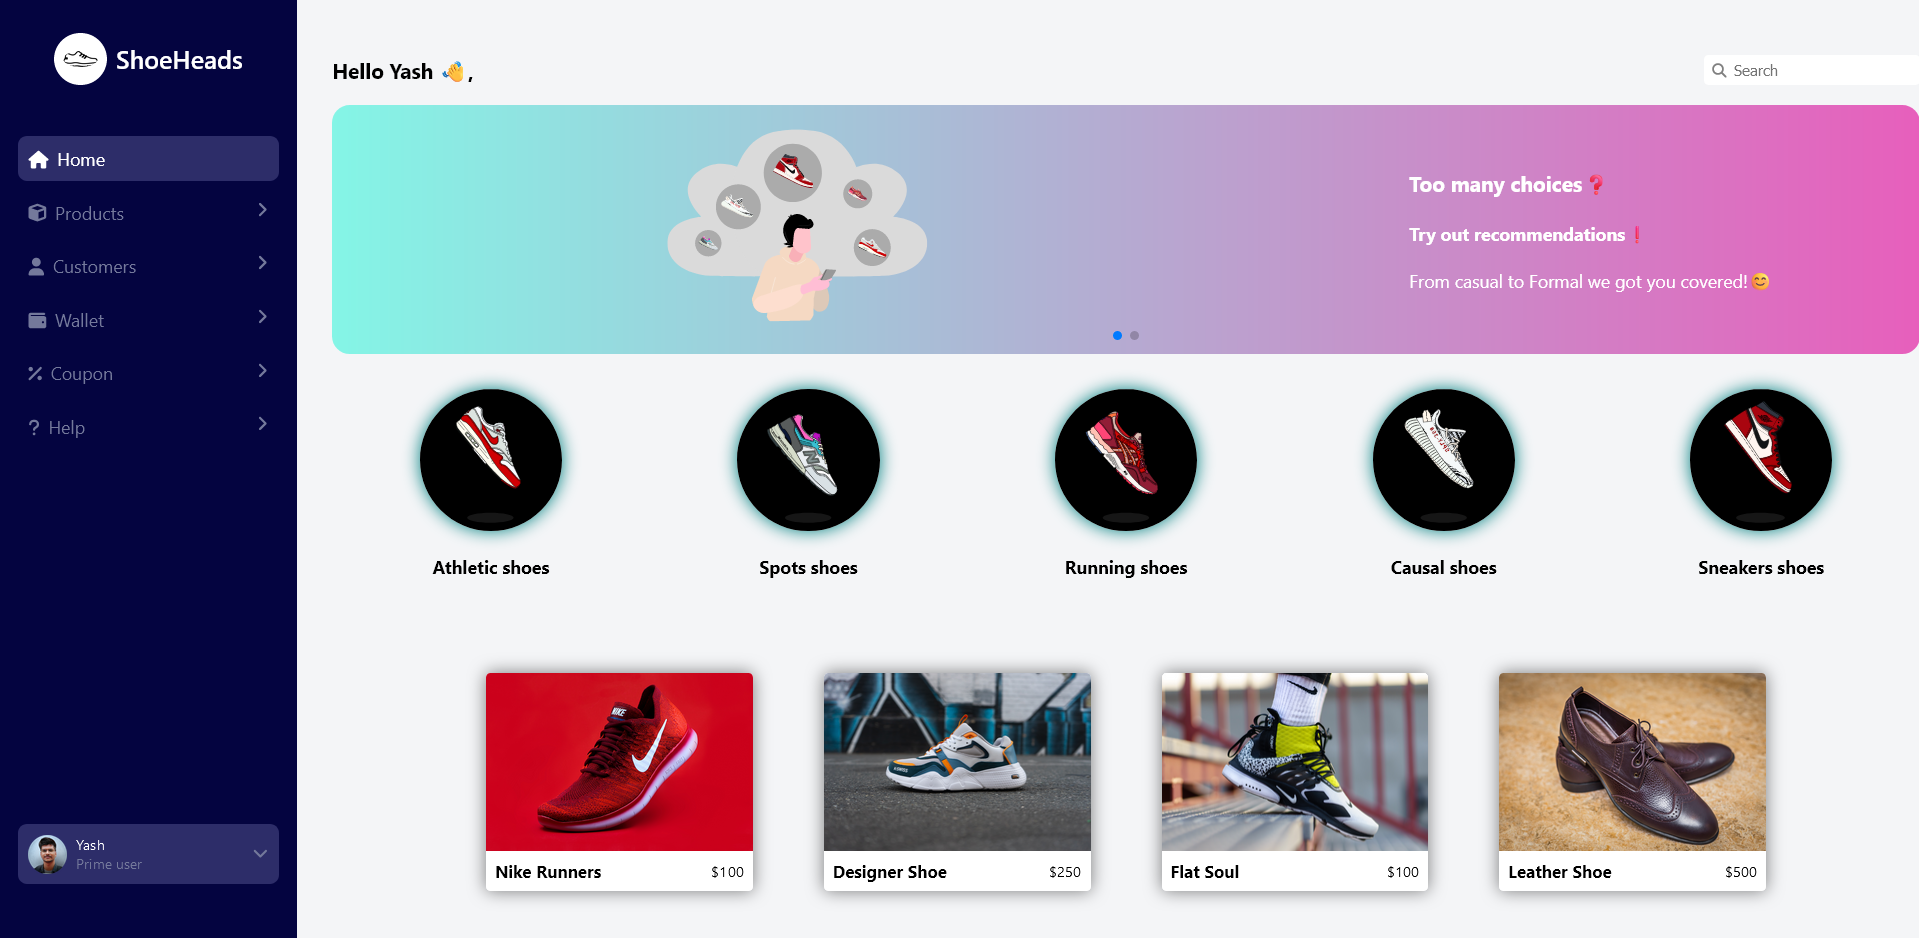 ShoeHeads
Home
Products
Customers
Wallet
Coupon
Help
Yash
Prime user
Hello Yash 👋,
Search
Too many choices❓
Try out recommendations❗
From casual to Formal we got you covered!😊
Athletic shoes
Spots shoes
Running shoes
Causal shoes
Sneakers shoes
NIKE
Nike Runners $100
Designer Shoe $250
Flat Soul $100
Leather Shoe $500